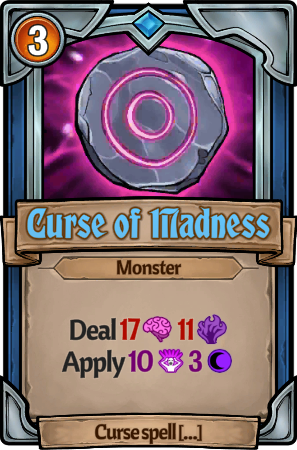 3
Curse of Madness
Monster
Deal 17 11
Apply 10 3
Curse spell [...]